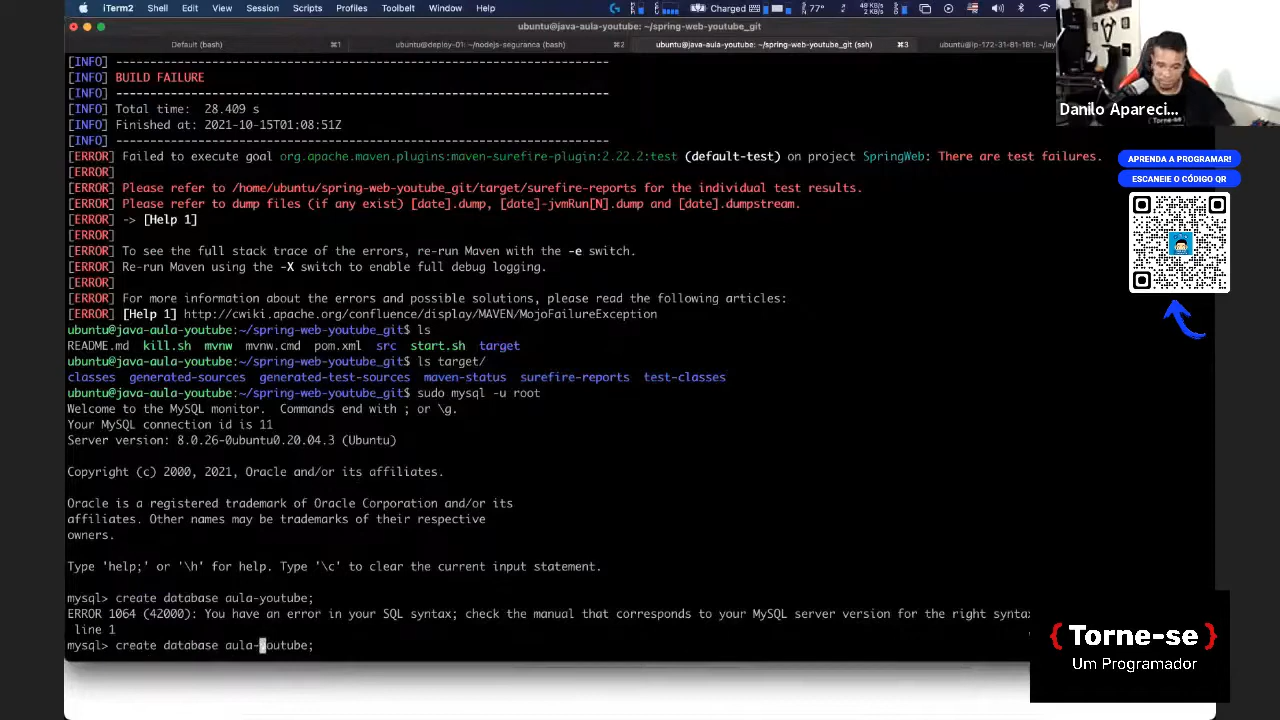 iTerm2 Shell Edit View Session Scripts Profiles Toolbelt Window Help Charged 77° 48 KB/s
ubuntu@java-aula-youtube: ~/spring-web-youtube_git
Default (bash) ⌘1 ubuntu@deploy-01: ~/nodejs-seguranca (bash) ⌘2 ubuntu@java-aula-youtube: ~/spring-web-youtube_git (ssh) ⌘3 ubuntu@ip-172-31-81-181: ~/lay
[INFO] ------------------------------------------------------------------------
[INFO] BUILD FAILURE
[INFO] ------------------------------------------------------------------------
[INFO] Total time:  28.409 s
[INFO] Finished at: 2021-10-15T01:08:51Z
[INFO] ------------------------------------------------------------------------
[ERROR] Failed to execute goal org.apache.maven.plugins:maven-surefire-plugin:2.22.2:test (default-test) on project SpringWeb: There are test failures.
[ERROR]
[ERROR] Please refer to /home/ubuntu/spring-web-youtube_git/target/surefire-reports for the individual test results.
[ERROR] Please refer to dump files (if any exist) [date].dump, [date]-jvmRun[N].dump and [date].dumpstream.
[ERROR] -> [Help 1]
[ERROR]
[ERROR] To see the full stack trace of the errors, re-run Maven with the -e switch.
[ERROR] Re-run Maven using the -X switch to enable full debug logging.
[ERROR]
[ERROR] For more information about the errors and possible solutions, please read the following articles:
[ERROR] [Help 1] http://cwiki.apache.org/confluence/display/MAVEN/MojoFailureException
ubuntu@java-aula-youtube:~/spring-web-youtube_git$ ls
README.md  kill.sh  mvnw  mvnw.cmd  pom.xml  src  start.sh  target
ubuntu@java-aula-youtube:~/spring-web-youtube_git$ ls target/
classes  generated-sources  generated-test-sources  maven-status  surefire-reports  test-classes
ubuntu@java-aula-youtube:~/spring-web-youtube_git$ sudo mysql -u root
Welcome to the MySQL monitor.  Commands end with ; or \g.
Your MySQL connection id is 11
Server version: 8.0.26-0ubuntu0.20.04.3 (Ubuntu)
Copyright (c) 2000, 2021, Oracle and/or its affiliates.
Oracle is a registered trademark of Oracle Corporation and/or its
affiliates. Other names may be trademarks of their respective
owners.
Type 'help;' or '\h' for help. Type '\c' to clear the current input statement.
mysql> create database aula-youtube;
ERROR 1064 (42000): You have an error in your SQL syntax; check the manual that corresponds to your MySQL server version for the right syntax
line 1
mysql> create database aula-youtube;
Danilo Apareci...
APRENDA A PROGRAMAR!
ESCANEIE O CÓDIGO QR
{ Torne-se }
Um Programador